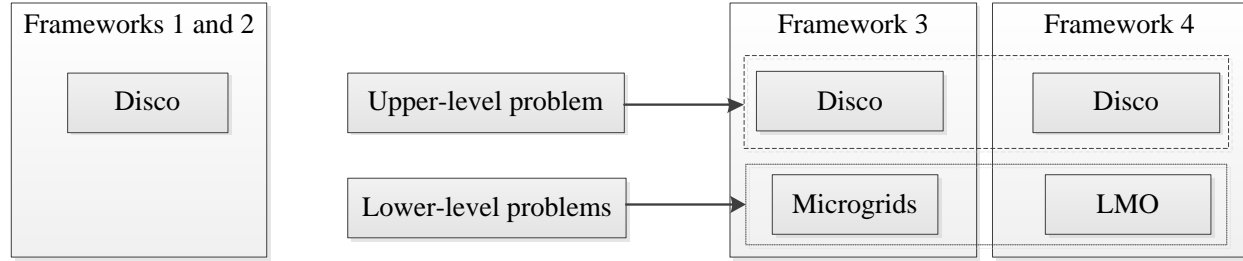 Frameworks 1 and 2
Disco
Upper-level problem
Lower-level problems
Framework 3
Disco
Microgrids
Framework 4
Disco
LMO